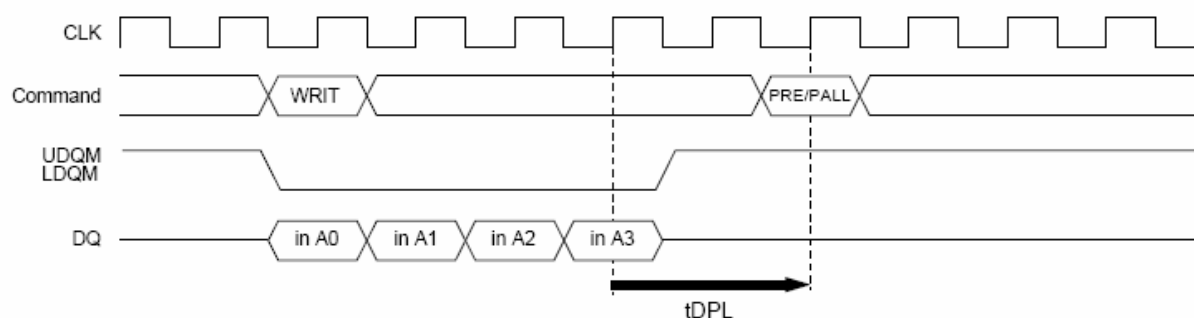 CLK
Command WRIT PRE/PALL
UDQM
LDQM
DQ in A0 in A1 in A2 in A3
tDPL